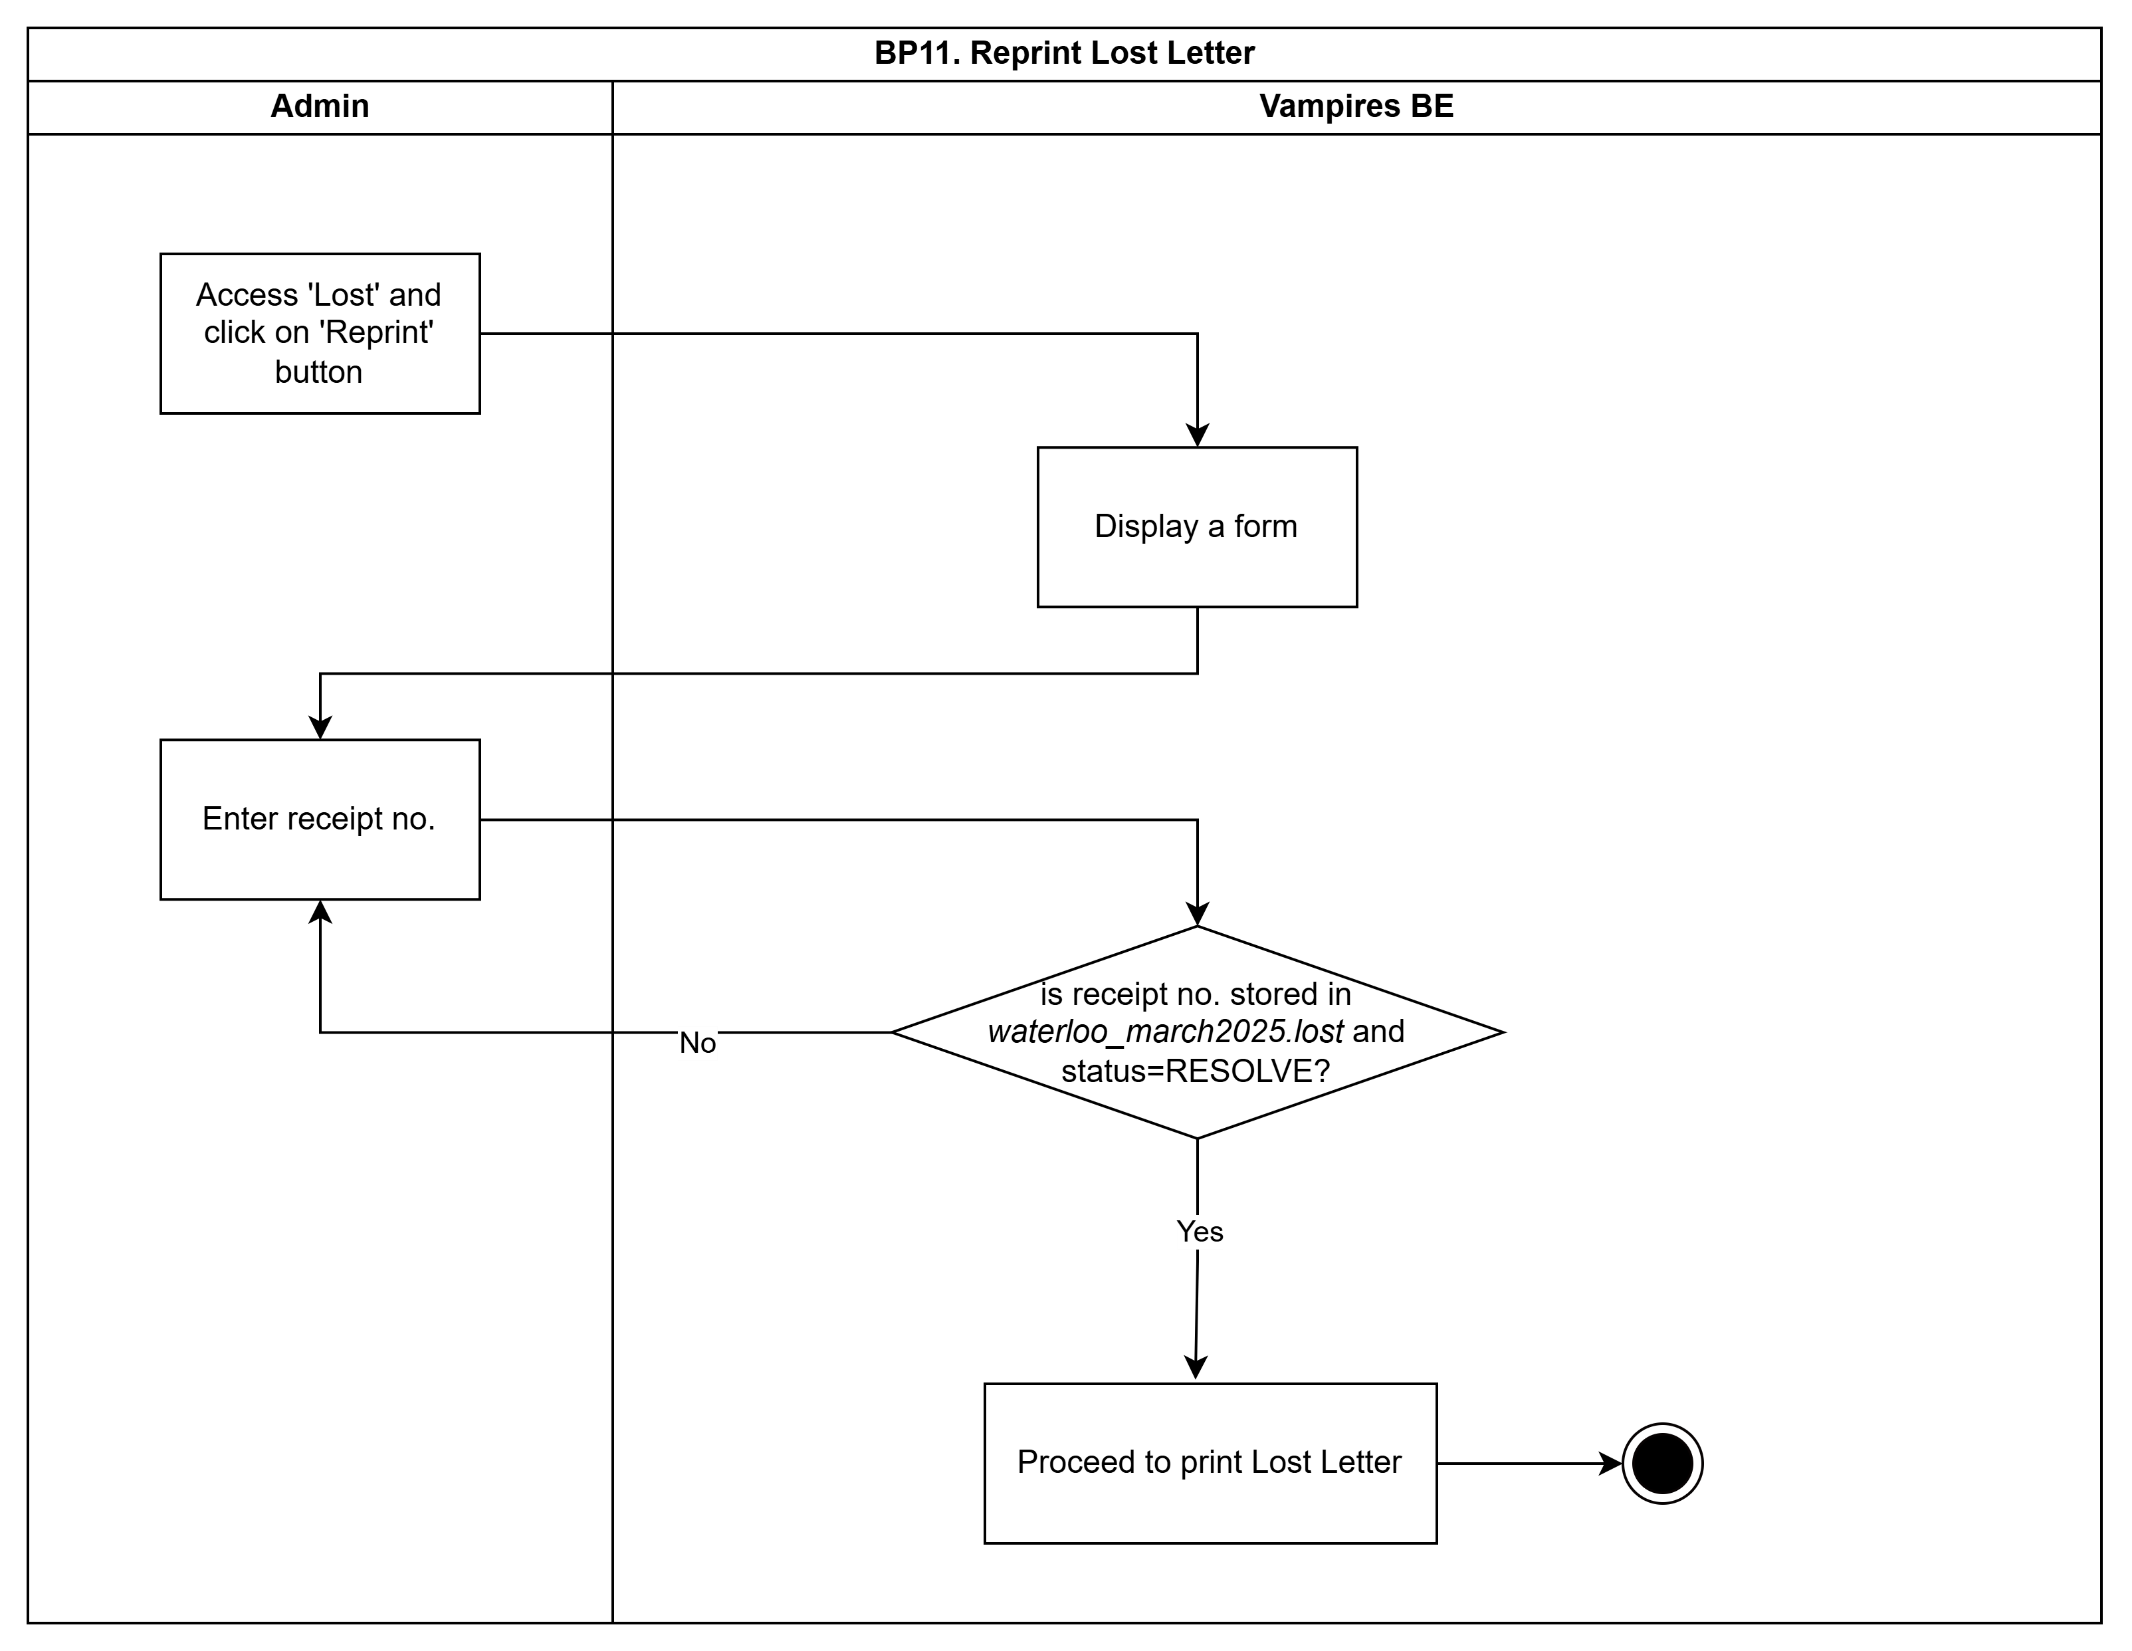 BP11. Reprint Lost Letter
Admin
Vampires BE
Access 'Lost' and
click on 'Reprint'
button
Display a form
Enter receipt no.
is receipt no. stored in
waterloo_march2025.lost and
status=RESOLVE?
No
Yes
Proceed to print Lost Letter